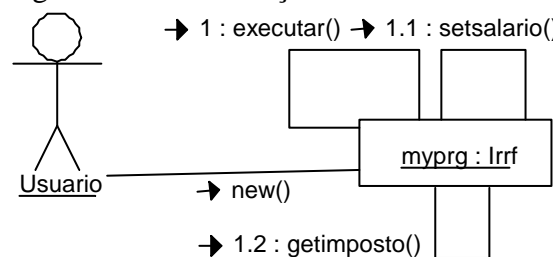 1 : executar() 1.1 : setsalario()
myprg : Irrf
Usuario
new()
1.2 : getimposto()